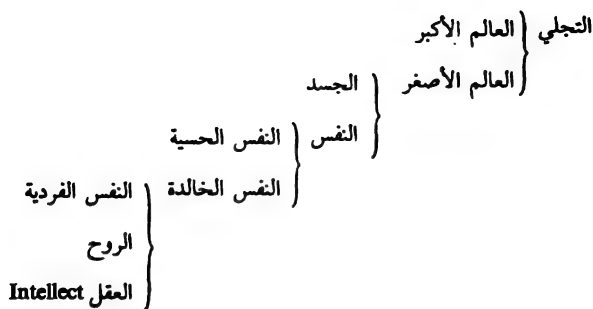 التجلي } العالم الأكبر
العالم الأصغر } الجسد
النفس } النفس الحسية
النفس الخالدة } النفس الفردية
الروح
العقل Intellect